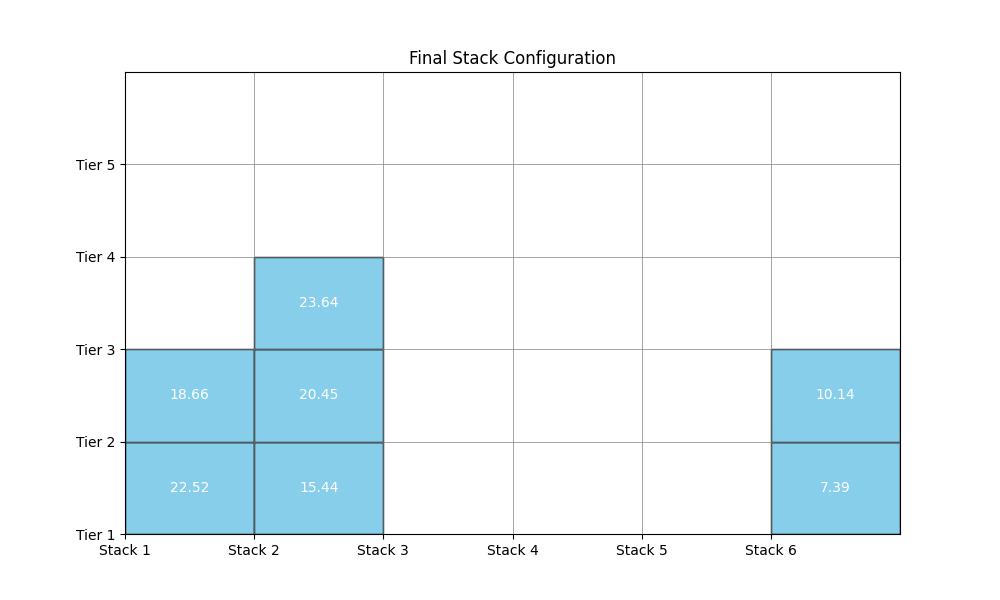 Final Stack Configuration
Tier 5
Tier 4
23.64
Tier 3
18.66 20.45 10.14
Tier 2
22.52 15.44 7.39
Tier 1
Stack 1 Stack 2 Stack 3 Stack 4 Stack 5 Stack 6